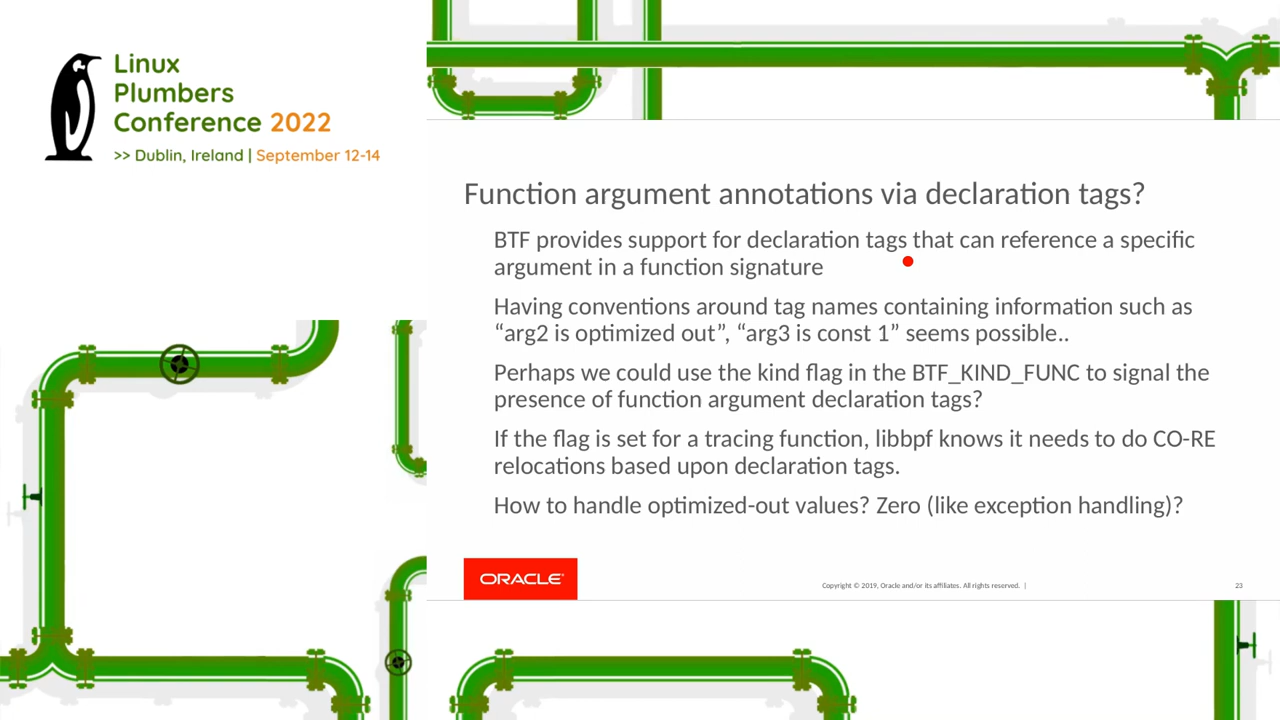 Linux
Plumbers
Conference 2022
>> Dublin, Ireland | September 12-14
Function argument annotations via declaration tags?
BTF provides support for declaration tags that can reference a specific
argument in a function signature
Having conventions around tag names containing information such as
“arg2 is optimized out”, “arg3 is const 1” seems possible..
Perhaps we could use the kind flag in the BTF_KIND_FUNC to signal the
presence of function argument declaration tags?
If the flag is set for a tracing function, libbpf knows it needs to do CO-RE
relocations based upon declaration tags.
How to handle optimized-out values? Zero (like exception handling)?
ORACLE®
Copyright © 2019, Oracle and/or its affiliates. All rights reserved. |
23